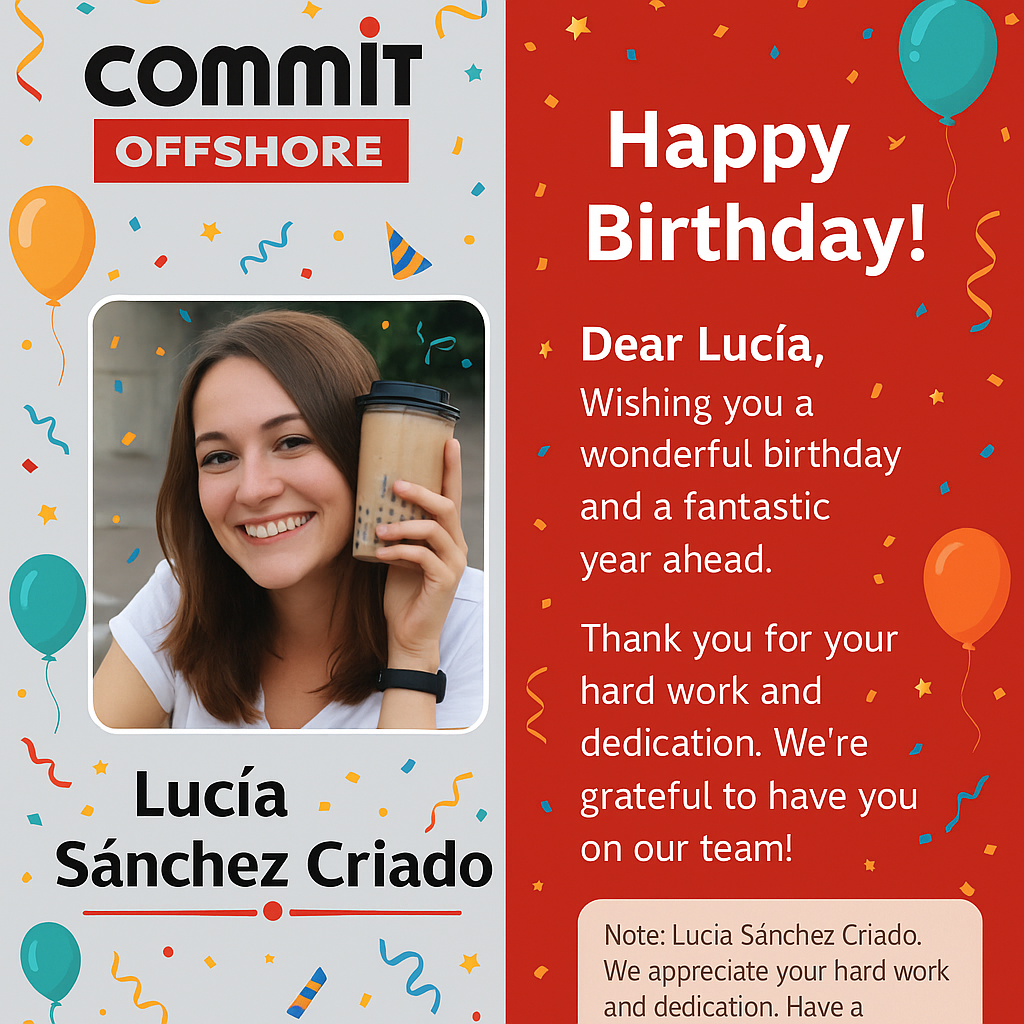 commiT
OFFSHORE
Lucía
Sánchez Criado
Happy
Birthday!
Dear Lucía,
Wishing you a
wonderful birthday
and a fantastic
year ahead.
Thank you for your
hard work and
dedication. We're
grateful to have you
on our team!
Note: Lucia Sánchez Criado.
We appreciate your hard work
and dedication. Have a